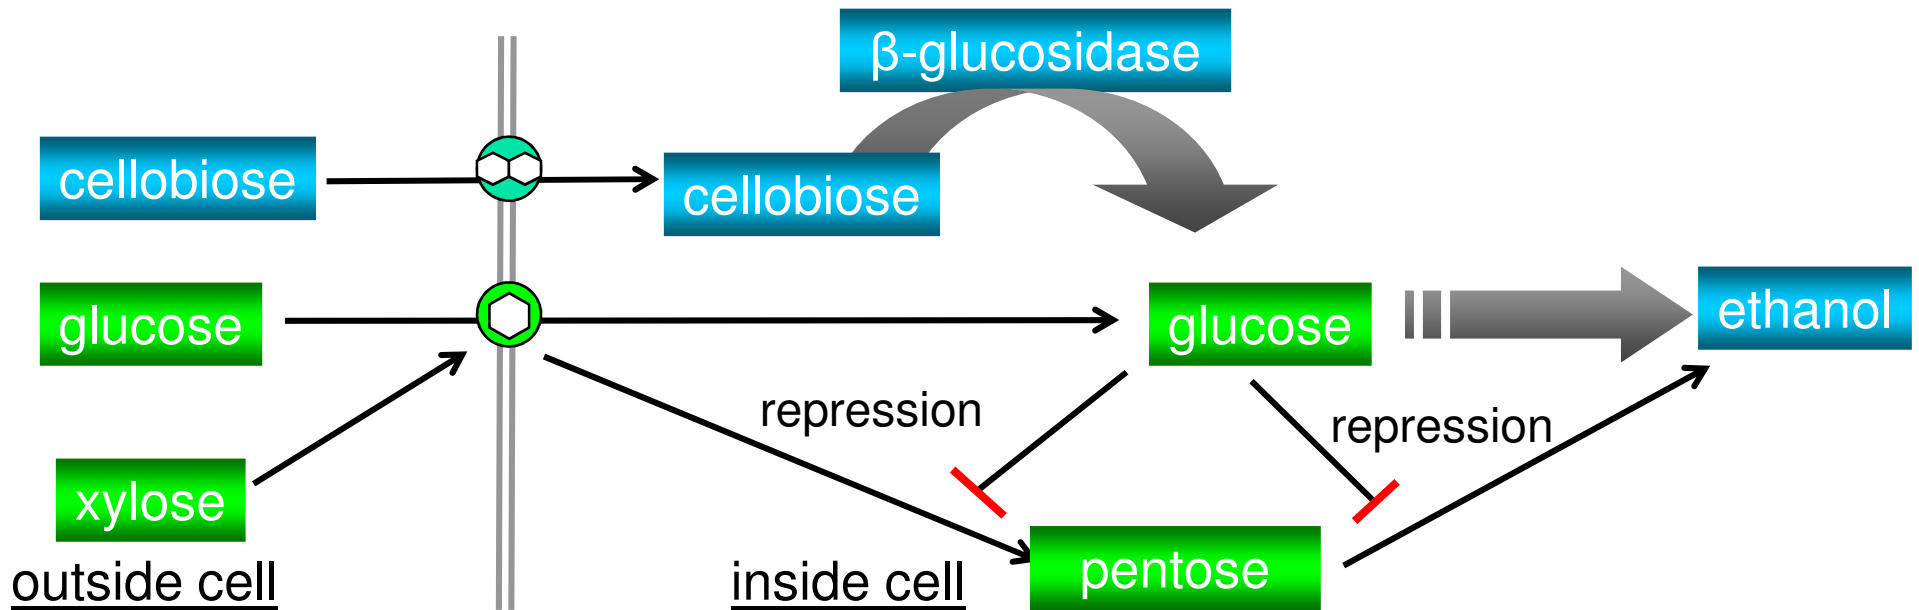 β-glucosidase
cellobiose
cellobiose
glucose
glucose
ethanol
repression
repression
xylose
pentose
outside cell
inside cell